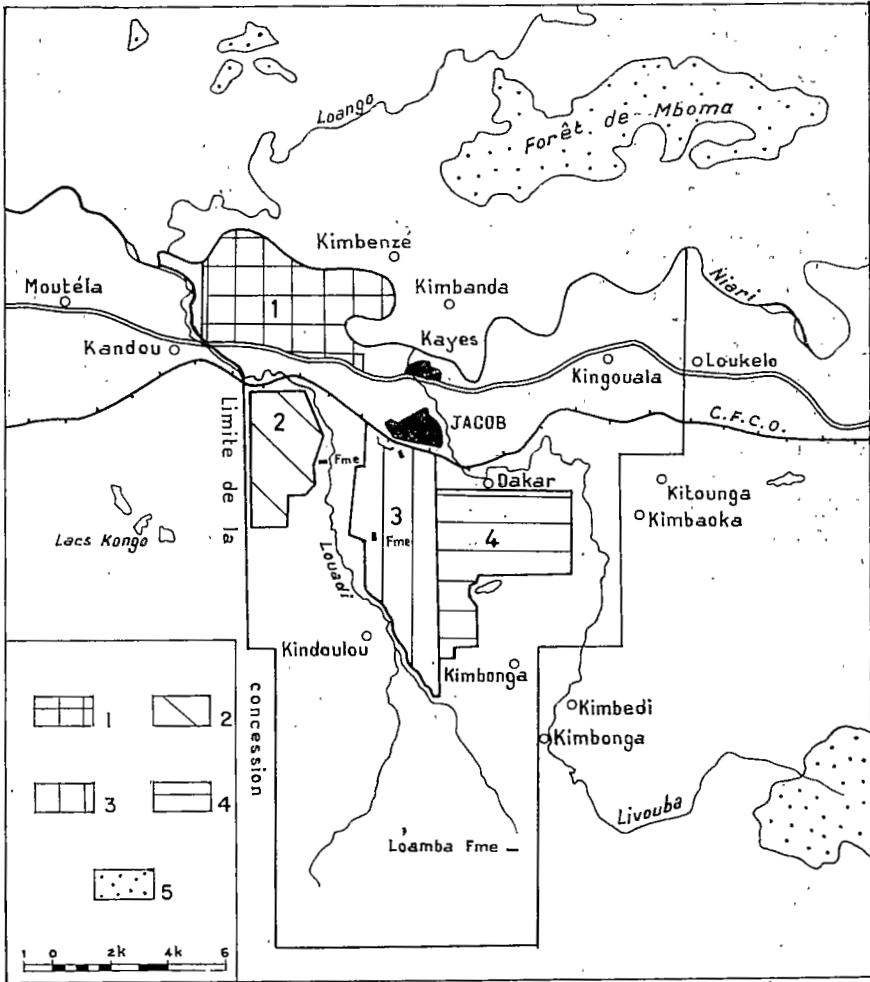 Loango
Forêt de Mboma
Kimbenzé
Moutéla
1
Kimbanda
Niari
Kayes
Kandou
Kingouala
Loukelo
2
JACOB
C.F.C.O.
Limite de la
Fme
Dakar
Kitounga
3
Kimbaoka
4
Fme
Lacs Kongo
Louadi
Kindoulou
Kimbonga
concession
1
2
Kimbedi
Kimbonga
3
4
Livouba
Loamba Fme
5
1 0 2k 4k 6